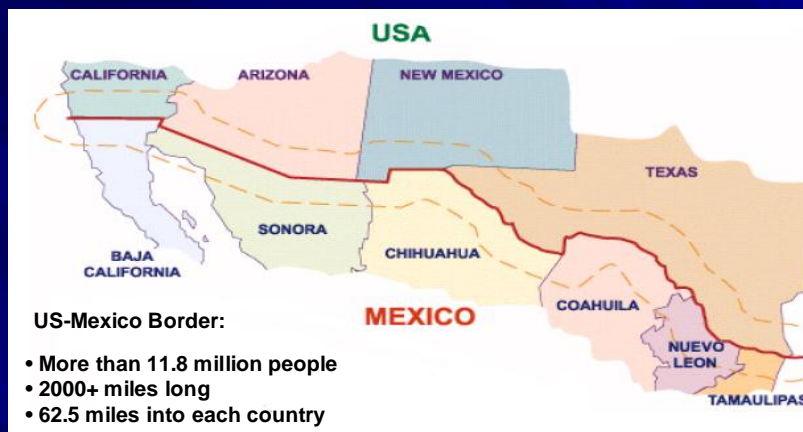 USA
CALIFORNIA
ARIZONA
NEW MEXICO
TEXAS
SONORA
BAJA
CALIFORNIA
CHIHUAHUA
COAHUILA
MEXICO
NUEVO
LEON
TAMAULIPAS
US-Mexico Border:
• More than 11.8 million people
• 2000+ miles long
• 62.5 miles into each country